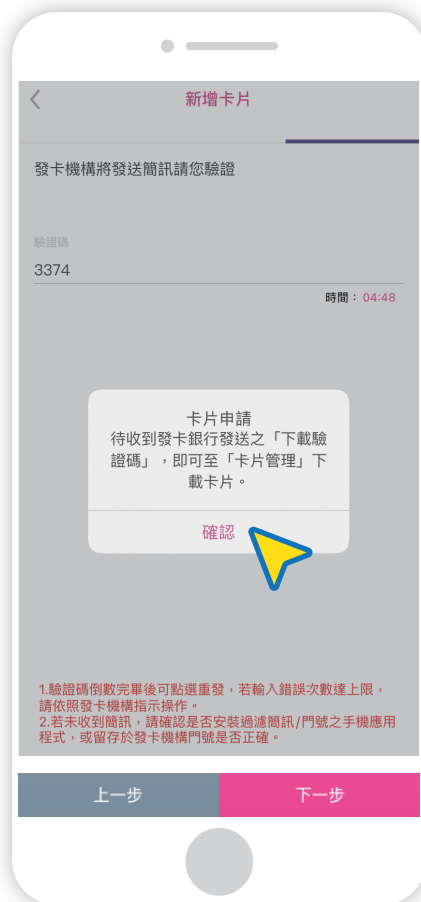 新增卡片
發卡機構將發送簡訊請您驗證
驗證碼
3374
時間：04:48
卡片申請
待收到發卡銀行發送之「下載驗
證碼」，即可至「卡片管理」下
載卡片。
確認
1.驗證碼倒數完畢後可點選重發，若輸入錯誤次數達上限，
請依照發卡機構指示操作。
2.若未收到簡訊，請確認是否安裝過濾簡訊/門號之手機應用
程式，或留存於發卡機構門號是否正確。
上一步
下一步